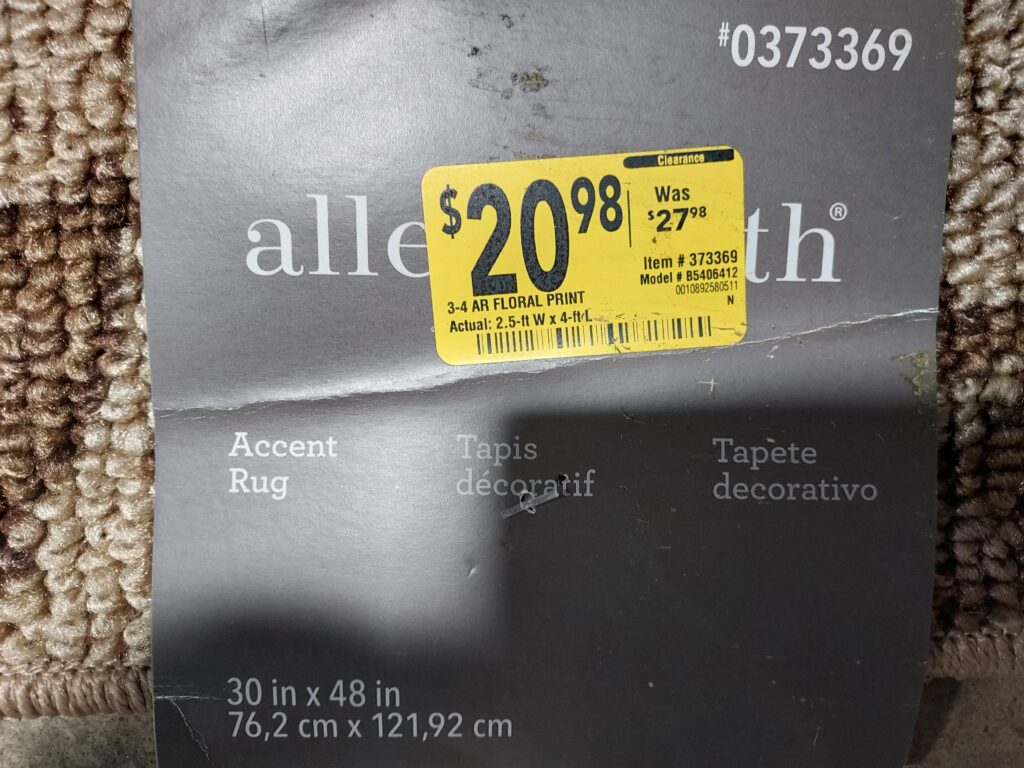 #0373369
alle th®
Clearance
$20.98
Was
$27.98
Item # 373369
Model # B5406412
0010892580511
N
3-4 AR FLORAL PRINT
Actual: 2.5-ft W x 4-ft L
Accent
Rug
Tapis
décoratif
Tapete
decorativo
30 in x 48 in
76,2 cm x 121,92 cm